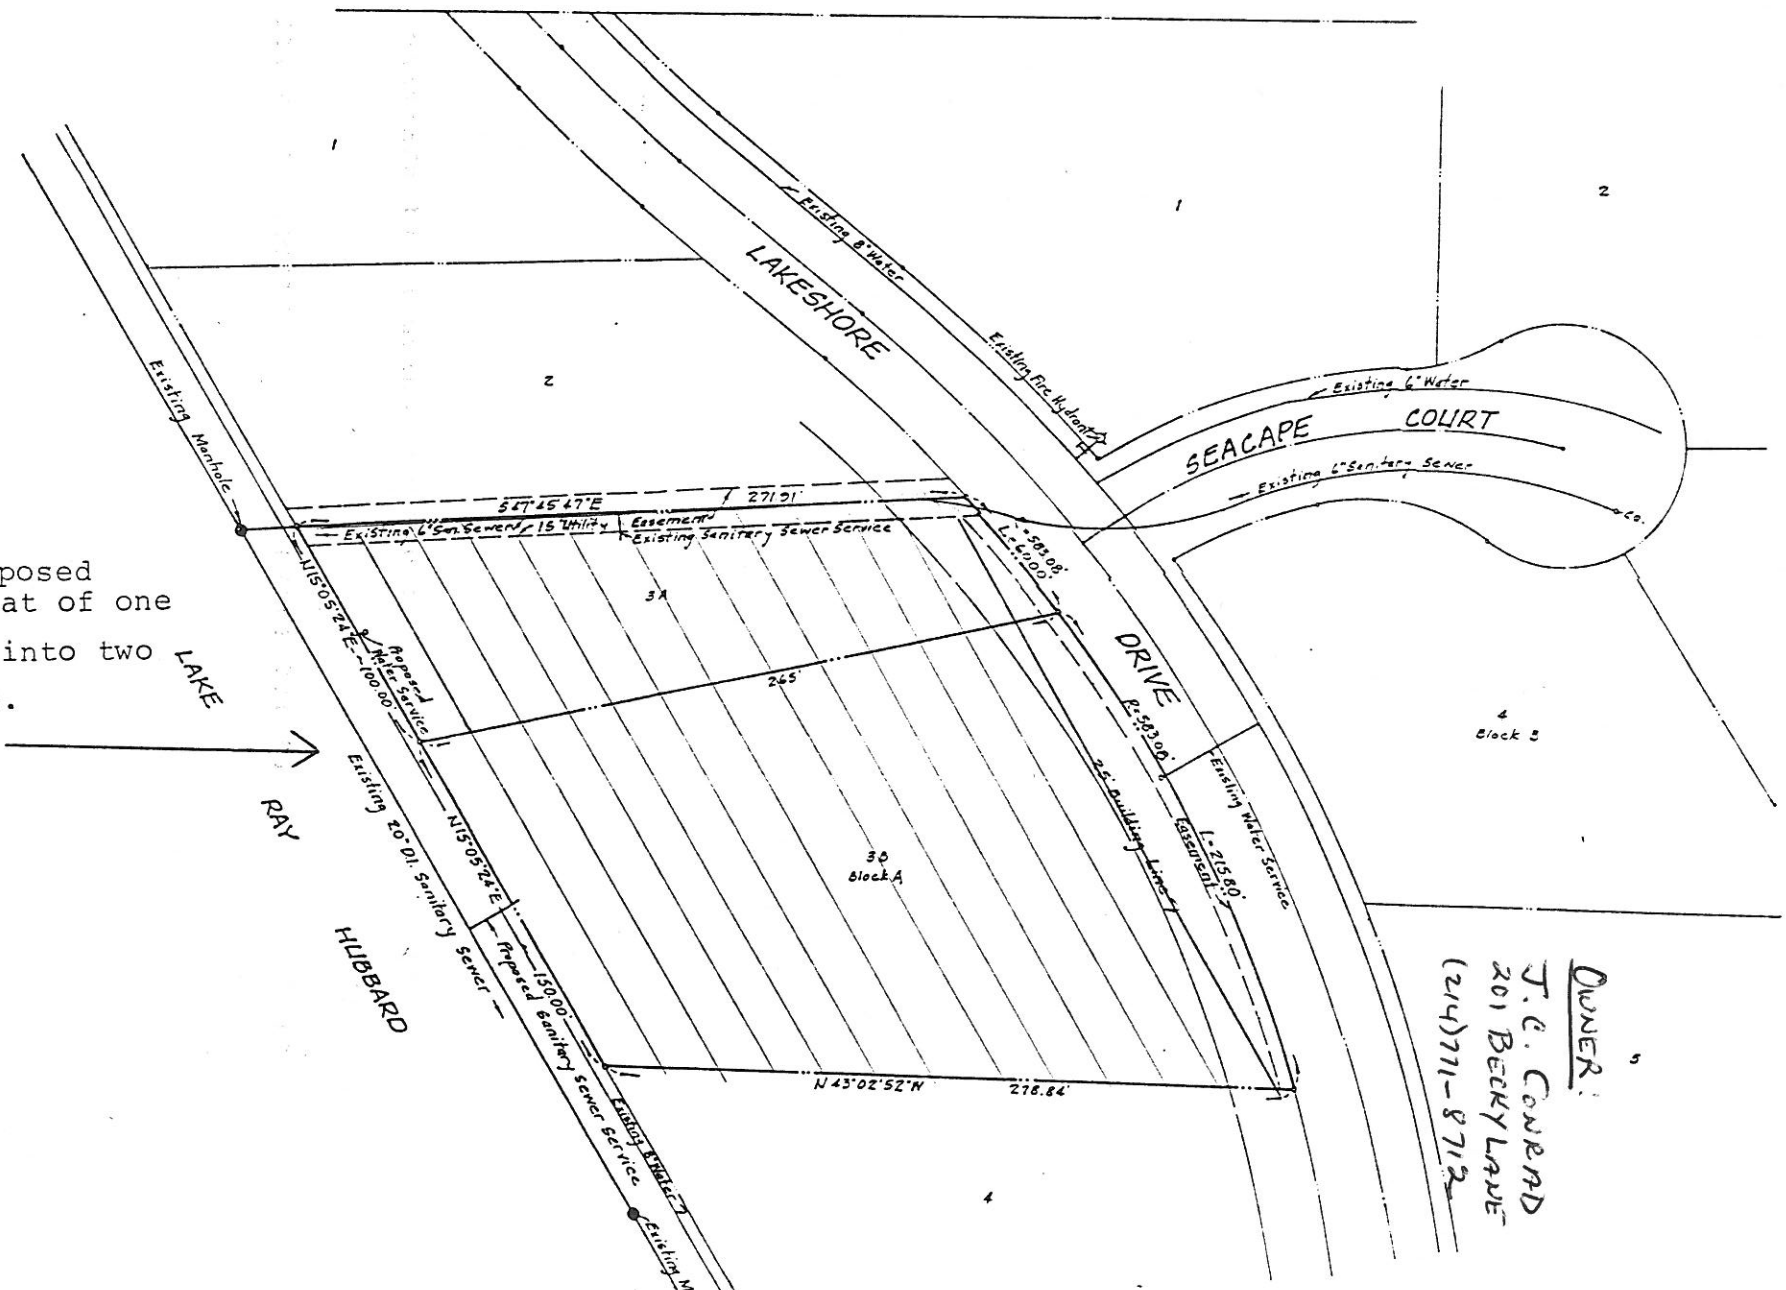 1
1
2
Existing 8" Water
LAKESHORE
Existing Fire Hydrant
Existing 6" Water
SEACAPE COURT
Existing 6" Sanitary Sewer
C.O.
2
Existing Manhole
S47°45'47"E 271.91'
Existing 6" San. Sewer 15' Utility Easement
Existing Sanitary Sewer Service
=583.08'
L=60.00'
posed
at of one
into two
.
N15°05'24"E 100.00'
Proposed Water Service
3A
265'
DRIVE
LAKE
RAY
HUBBARD
R=583.08'
4
Block B
Existing 20" D.I. Sanitary Sewer
N15°05'24"E
150.00'
Proposed Sanitary Sewer Service
3B
Block A
25' Building Line
Easement
L=215.80'
Existing Water Service
N43°02'52"W 278.84'
Existing 8" Water
Existing M
4
5
OWNER:
J.C. CONRAD
201 BECKY LANE
(214)771-8712